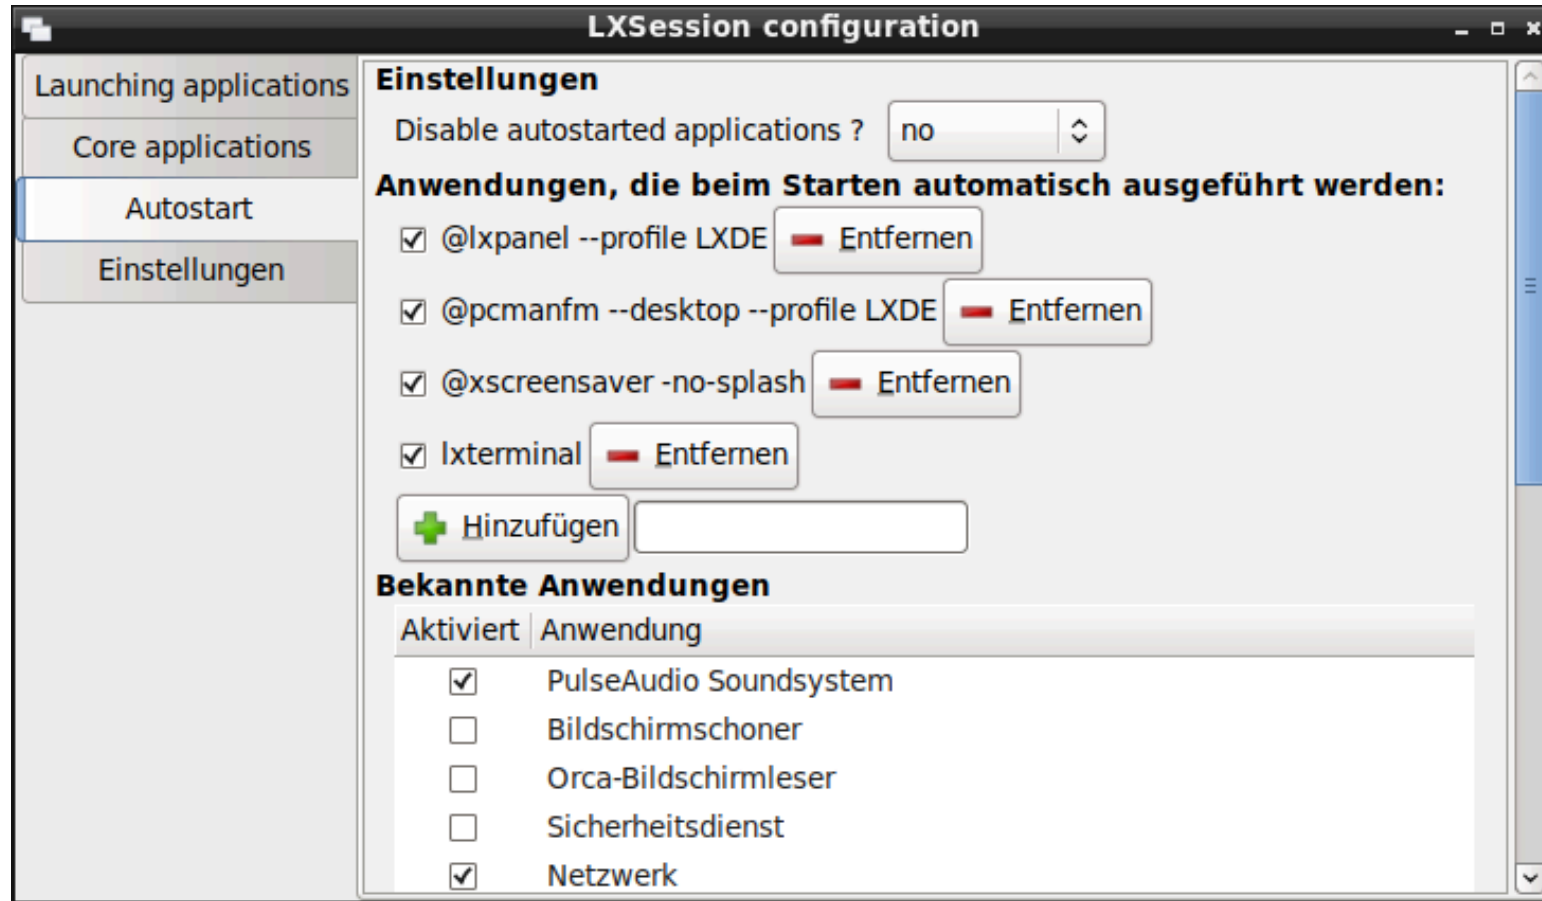 LXSession configuration
Launching applications
Core applications
Autostart
Einstellungen
Einstellungen
Disable autostarted applications ? no
Anwendungen, die beim Starten automatisch ausgeführt werden:
@lxpanel --profile LXDE Entfernen
@pcmanfm --desktop --profile LXDE Entfernen
@xscreensaver -no-splash Entfernen
lxterminal Entfernen
Hinzufügen
Bekannte Anwendungen
Aktiviert Anwendung
PulseAudio Soundsystem
Bildschirmschoner
Orca-Bildschirmleser
Sicherheitsdienst
Netzwerk